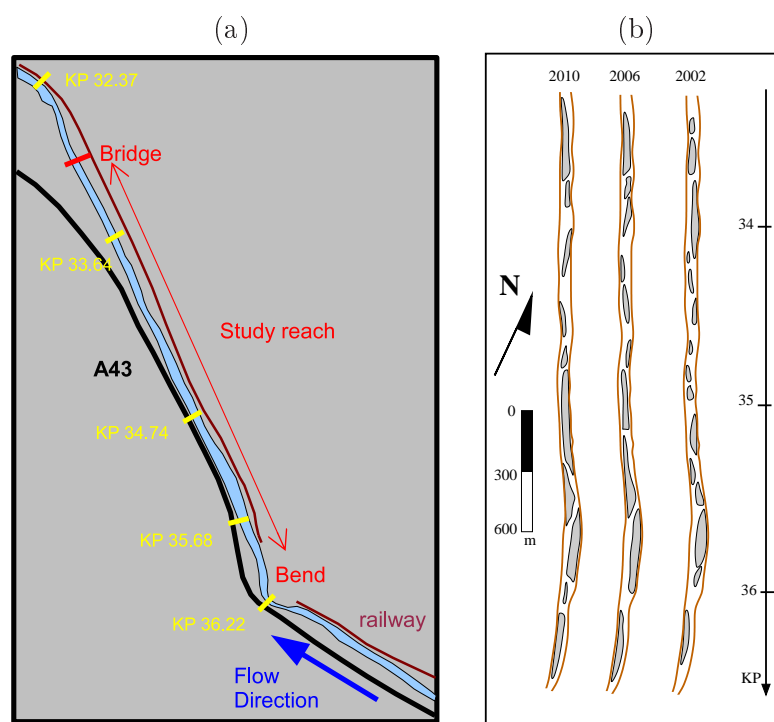 (a)
KP 32.37
Bridge
KP 33.64
Study reach
A43
KP 34.74
KP 35.68
Bend
KP 36.22
railway
Flow
Direction
(b)
2010 2006 2002
34
N
35
0
300
600
m
36
KP